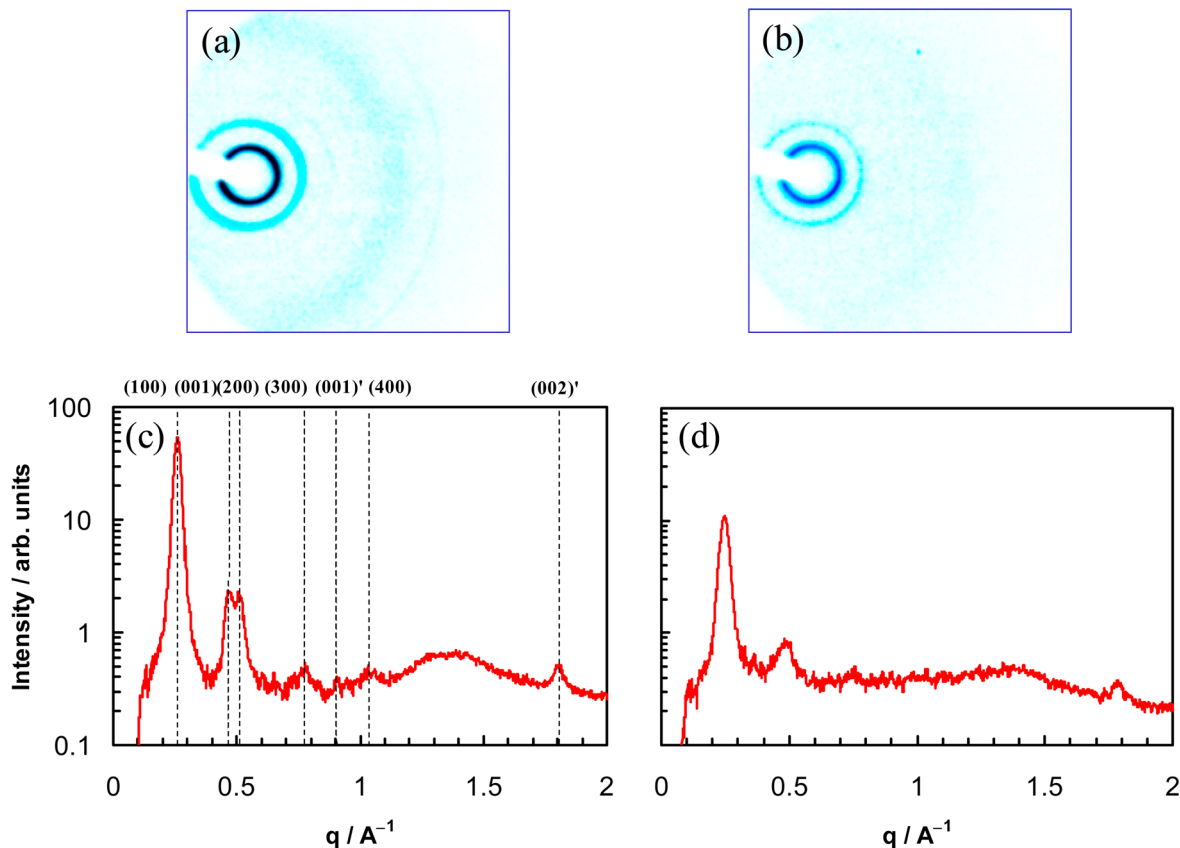 (a)
(b)
(100) (001)(200) (300) (001)' (400) (002)'
(c)
(d)
100
10
1
0.1
Intensity / arb. units
0 0.5 1 1.5 2
0 0.5 1 1.5 2
q / A⁻¹
q / A⁻¹